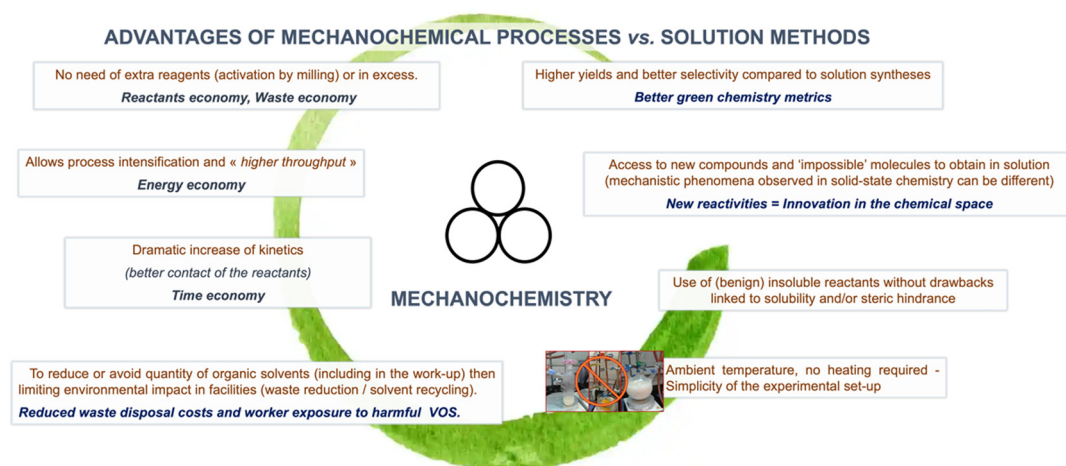 ADVANTAGES OF MECHANOCHEMICAL PROCESSES vs. SOLUTION METHODS
No need of extra reagents (activation by milling) or in excess.
Reactants economy, Waste economy
Higher yields and better selectivity compared to solution syntheses
Better green chemistry metrics
Allows process intensification and « higher throughput »
Energy economy
Access to new compounds and ‘impossible’ molecules to obtain in solution
(mechanistic phenomena observed in solid-state chemistry can be different)
New reactivities = Innovation in the chemical space
Dramatic increase of kinetics
(better contact of the reactants)
Time economy
MECHANOCHEMISTRY
Use of (benign) insoluble reactants without drawbacks
linked to solubility and/or steric hindrance
To reduce or avoid quantity of organic solvents (including in the work-up) then
limiting environmental impact in facilities (waste reduction / solvent recycling).
Reduced waste disposal costs and worker exposure to harmful VOS.
Ambient temperature, no heating required -
Simplicity of the experimental set-up